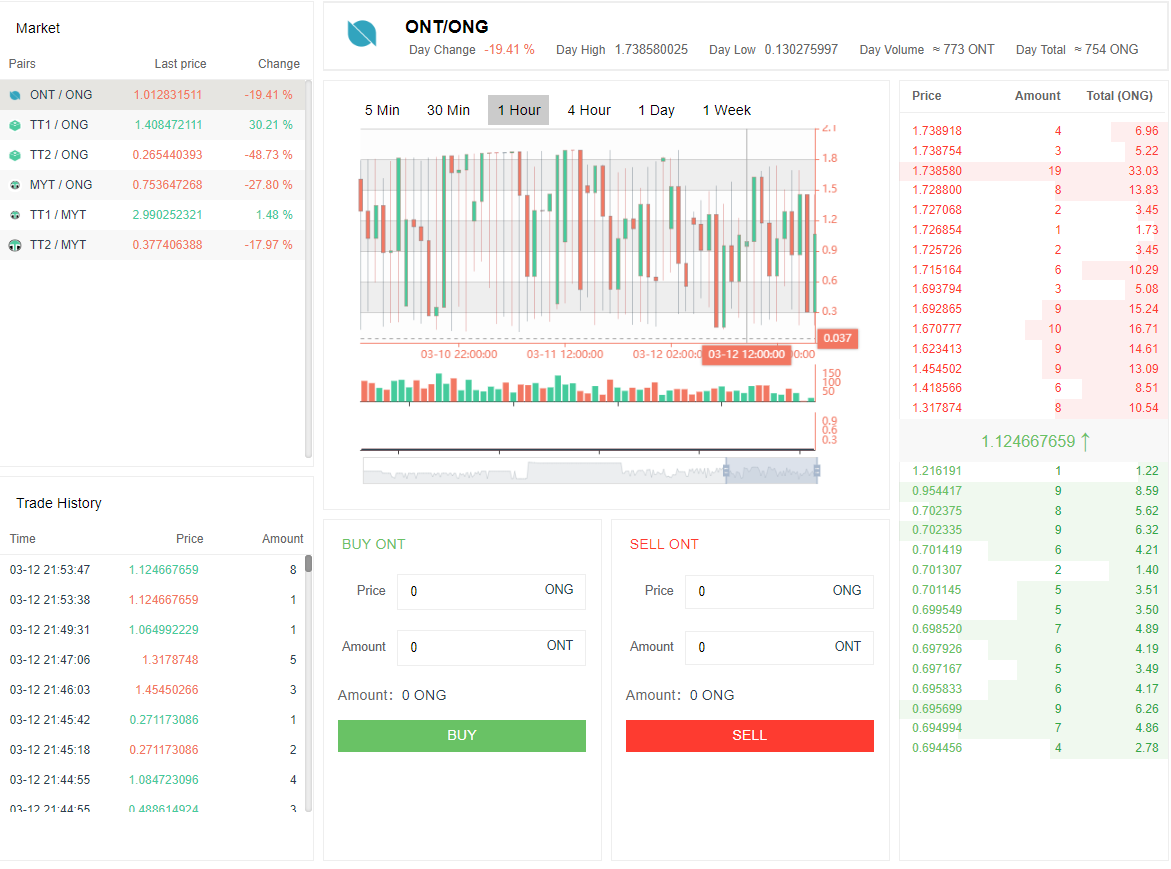 Market
Pairs Last price Change
ONT / ONG 1.012831511 -19.41 %
TT1 / ONG 1.408472111 30.21 %
TT2 / ONG 0.265440393 -48.73 %
MYT / ONG 0.753647268 -27.80 %
TT1 / MYT 2.990252321 1.48 %
TT2 / MYT 0.377406388 -17.97 %
Trade History
Time Price Amount
03-12 21:53:47 1.124667659 8
03-12 21:53:38 1.124667659 1
03-12 21:49:31 1.064992229 1
03-12 21:47:06 1.3178748 5
03-12 21:46:03 1.45450266 3
03-12 21:45:42 0.271173086 1
03-12 21:45:18 0.271173086 2
03-12 21:44:55 1.084723096 4
03-12 21:44:55 0.488614924 3
ONT/ONG
Day Change -19.41 % Day High 1.738580025 Day Low 0.130275997 Day Volume ≈ 773 ONT Day Total ≈ 754 ONG
5 Min 30 Min 1 Hour 4 Hour 1 Day 1 Week
2.1
1.8
1.5
1.2
0.9
0.6
0.3
0.037
03-10 22:00:00 03-11 12:00:00 03-12 02:00:0 03-12 12:00:00 00:00
150
100
50
0.9
0.6
0.3
BUY ONT
Price 0 ONG
Amount 0 ONT
Amount: 0 ONG
BUY
SELL ONT
Price 0 ONG
Amount 0 ONT
Amount: 0 ONG
SELL
Price Amount Total (ONG)
1.738918 4 6.96
1.738754 3 5.22
1.738580 19 33.03
1.728800 8 13.83
1.727068 2 3.45
1.726854 1 1.73
1.725726 2 3.45
1.715164 6 10.29
1.693794 3 5.08
1.692865 9 15.24
1.670777 10 16.71
1.623413 9 14.61
1.454502 9 13.09
1.418566 6 8.51
1.317874 8 10.54
1.124667659 ↑
1.216191 1 1.22
0.954417 9 8.59
0.702375 8 5.62
0.702335 9 6.32
0.701419 6 4.21
0.701307 2 1.40
0.701145 5 3.51
0.699549 5 3.50
0.698520 7 4.89
0.697926 6 4.19
0.697167 5 3.49
0.695833 6 4.17
0.695699 9 6.26
0.694994 7 4.86
0.694456 4 2.78